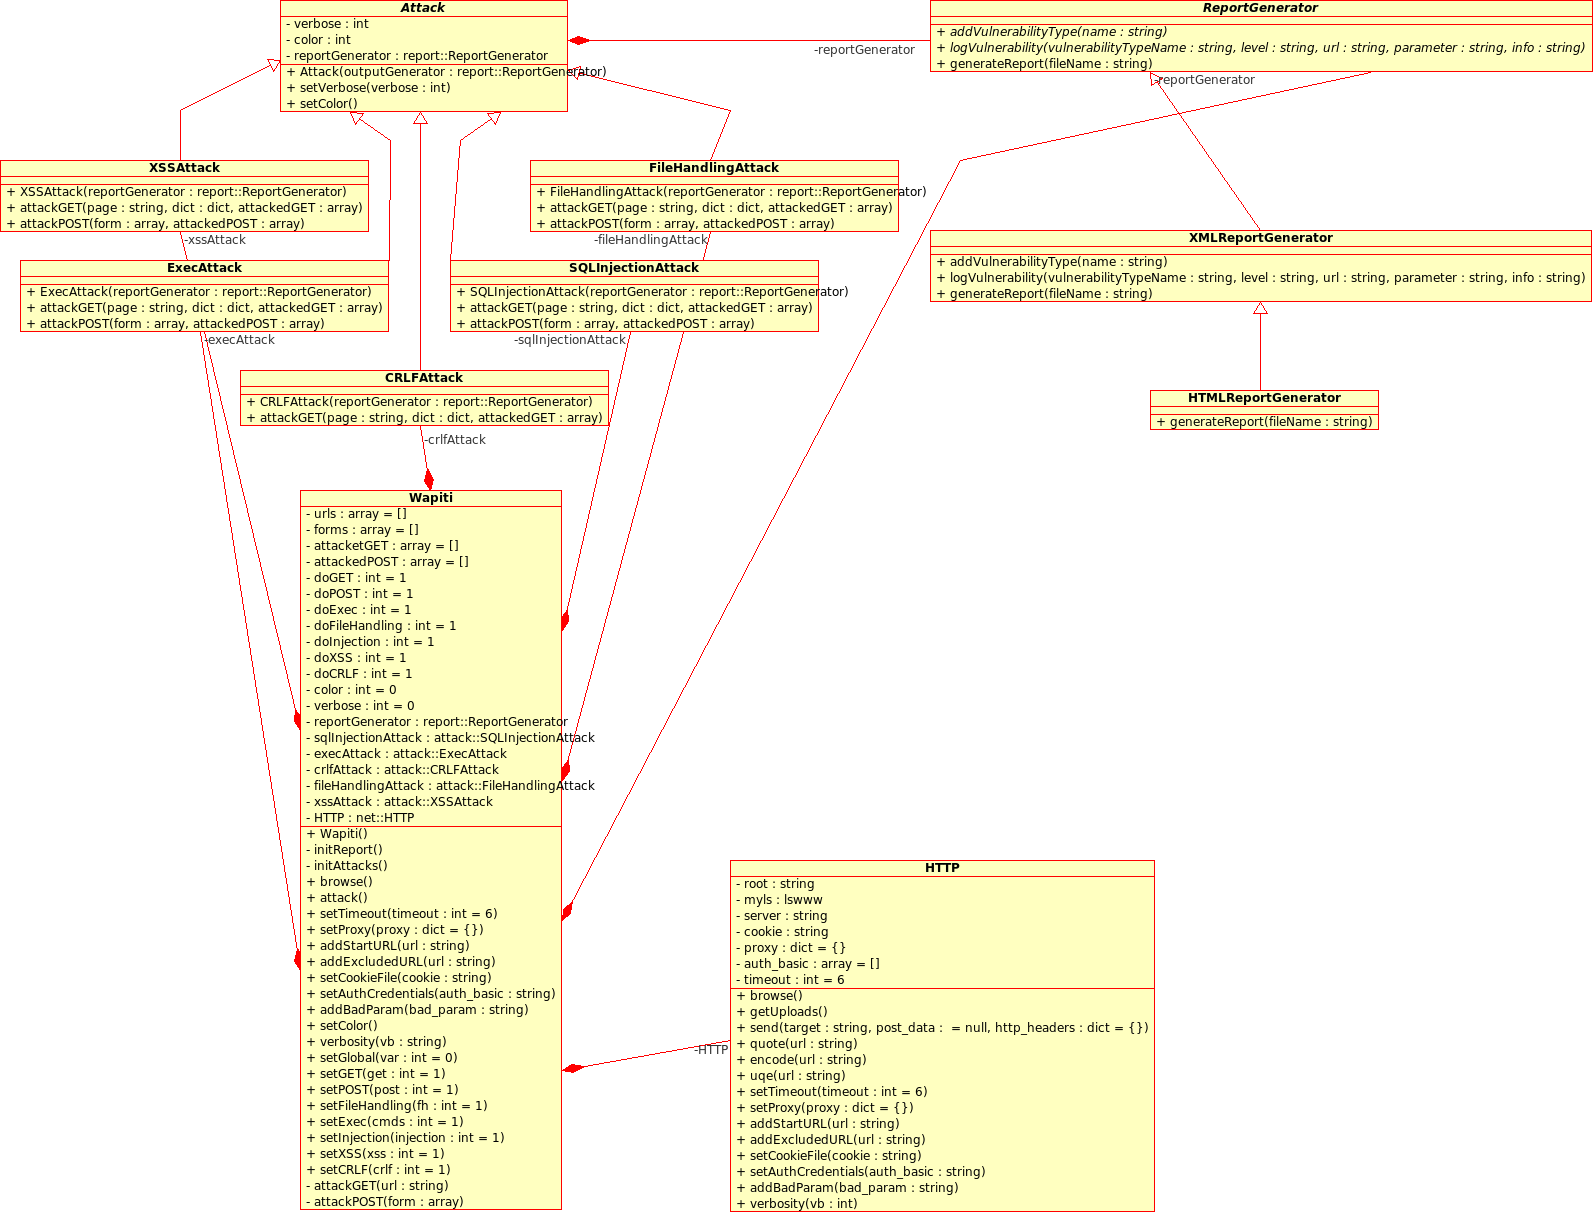 Attack
- verbose : int
- color : int
- reportGenerator : report::ReportGenerator
+ Attack(outputGenerator : report::ReportGenerator)
+ setVerbose(verbose : int)
+ setColor()
-reportGenerator
ReportGenerator
+ addVulnerabilityType(name : string)
+ logVulnerability(vulnerabilityTypeName : string, level : string, url : string, parameter : string, info : string)
+ generateReport(fileName : string)
-reportGenerator
XSSAttack
+ XSSAttack(reportGenerator : report::ReportGenerator)
+ attackGET(page : string, dict : dict, attackedGET : array)
+ attackPOST(form : array, attackedPOST : array)
-xssAttack
FileHandlingAttack
+ FileHandlingAttack(reportGenerator : report::ReportGenerator)
+ attackGET(page : string, dict : dict, attackedGET : array)
+ attackPOST(form : array, attackedPOST : array)
-fileHandlingAttack
XMLReportGenerator
+ addVulnerabilityType(name : string)
+ logVulnerability(vulnerabilityTypeName : string, level : string, url : string, parameter : string, info : string)
+ generateReport(fileName : string)
ExecAttack
+ ExecAttack(reportGenerator : report::ReportGenerator)
+ attackGET(page : string, dict : dict, attackedGET : array)
+ attackPOST(form : array, attackedPOST : array)
-execAttack
SQLInjectionAttack
+ SQLInjectionAttack(reportGenerator : report::ReportGenerator)
+ attackGET(page : string, dict : dict, attackedGET : array)
+ attackPOST(form : array, attackedPOST : array)
-sqlInjectionAttack
CRLFAttack
+ CRLFAttack(reportGenerator : report::ReportGenerator)
+ attackGET(page : string, dict : dict, attackedGET : array)
-crlfAttack
HTMLReportGenerator
+ generateReport(fileName : string)
Wapiti
- urls : array = []
- forms : array = []
- attacketGET : array = []
- attackedPOST : array = []
- doGET : int = 1
- doPOST : int = 1
- doExec : int = 1
- doFileHandling : int = 1
- doInjection : int = 1
- doXSS : int = 1
- doCRLF : int = 1
- color : int = 0
- verbose : int = 0
- reportGenerator : report::ReportGenerator
- sqlInjectionAttack : attack::SQLInjectionAttack
- execAttack : attack::ExecAttack
- crlfAttack : attack::CRLFAttack
- fileHandlingAttack : attack::FileHandlingAttack
- xssAttack : attack::XSSAttack
- HTTP : net::HTTP
+ Wapiti()
- initReport()
- initAttacks()
+ browse()
+ attack()
+ setTimeout(timeout : int = 6)
+ setProxy(proxy : dict = {})
+ addStartURL(url : string)
+ addExcludedURL(url : string)
+ setCookieFile(cookie : string)
+ setAuthCredentials(auth_basic : string)
+ addBadParam(bad_param : string)
+ setColor()
+ verbosity(vb : string)
+ setGlobal(var : int = 0)
+ setGET(get : int = 1)
+ setPOST(post : int = 1)
+ setFileHandling(fh : int = 1)
+ setExec(cmds : int = 1)
+ setInjection(injection : int = 1)
+ setXSS(xss : int = 1)
+ setCRLF(crlf : int = 1)
- attackGET(url : string)
- attackPOST(form : array)
-HTTP
HTTP
- root : string
- myls : lswww
- server : string
- cookie : string
- proxy : dict = {}
- auth_basic : array = []
- timeout : int = 6
+ browse()
+ getUploads()
+ send(target : string, post_data :  = null, http_headers : dict = {})
+ quote(url : string)
+ encode(url : string)
+ uqe(url : string)
+ setTimeout(timeout : int = 6)
+ setProxy(proxy : dict = {})
+ addStartURL(url : string)
+ addExcludedURL(url : string)
+ setCookieFile(cookie : string)
+ setAuthCredentials(auth_basic : string)
+ addBadParam(bad_param : string)
+ verbosity(vb : int)